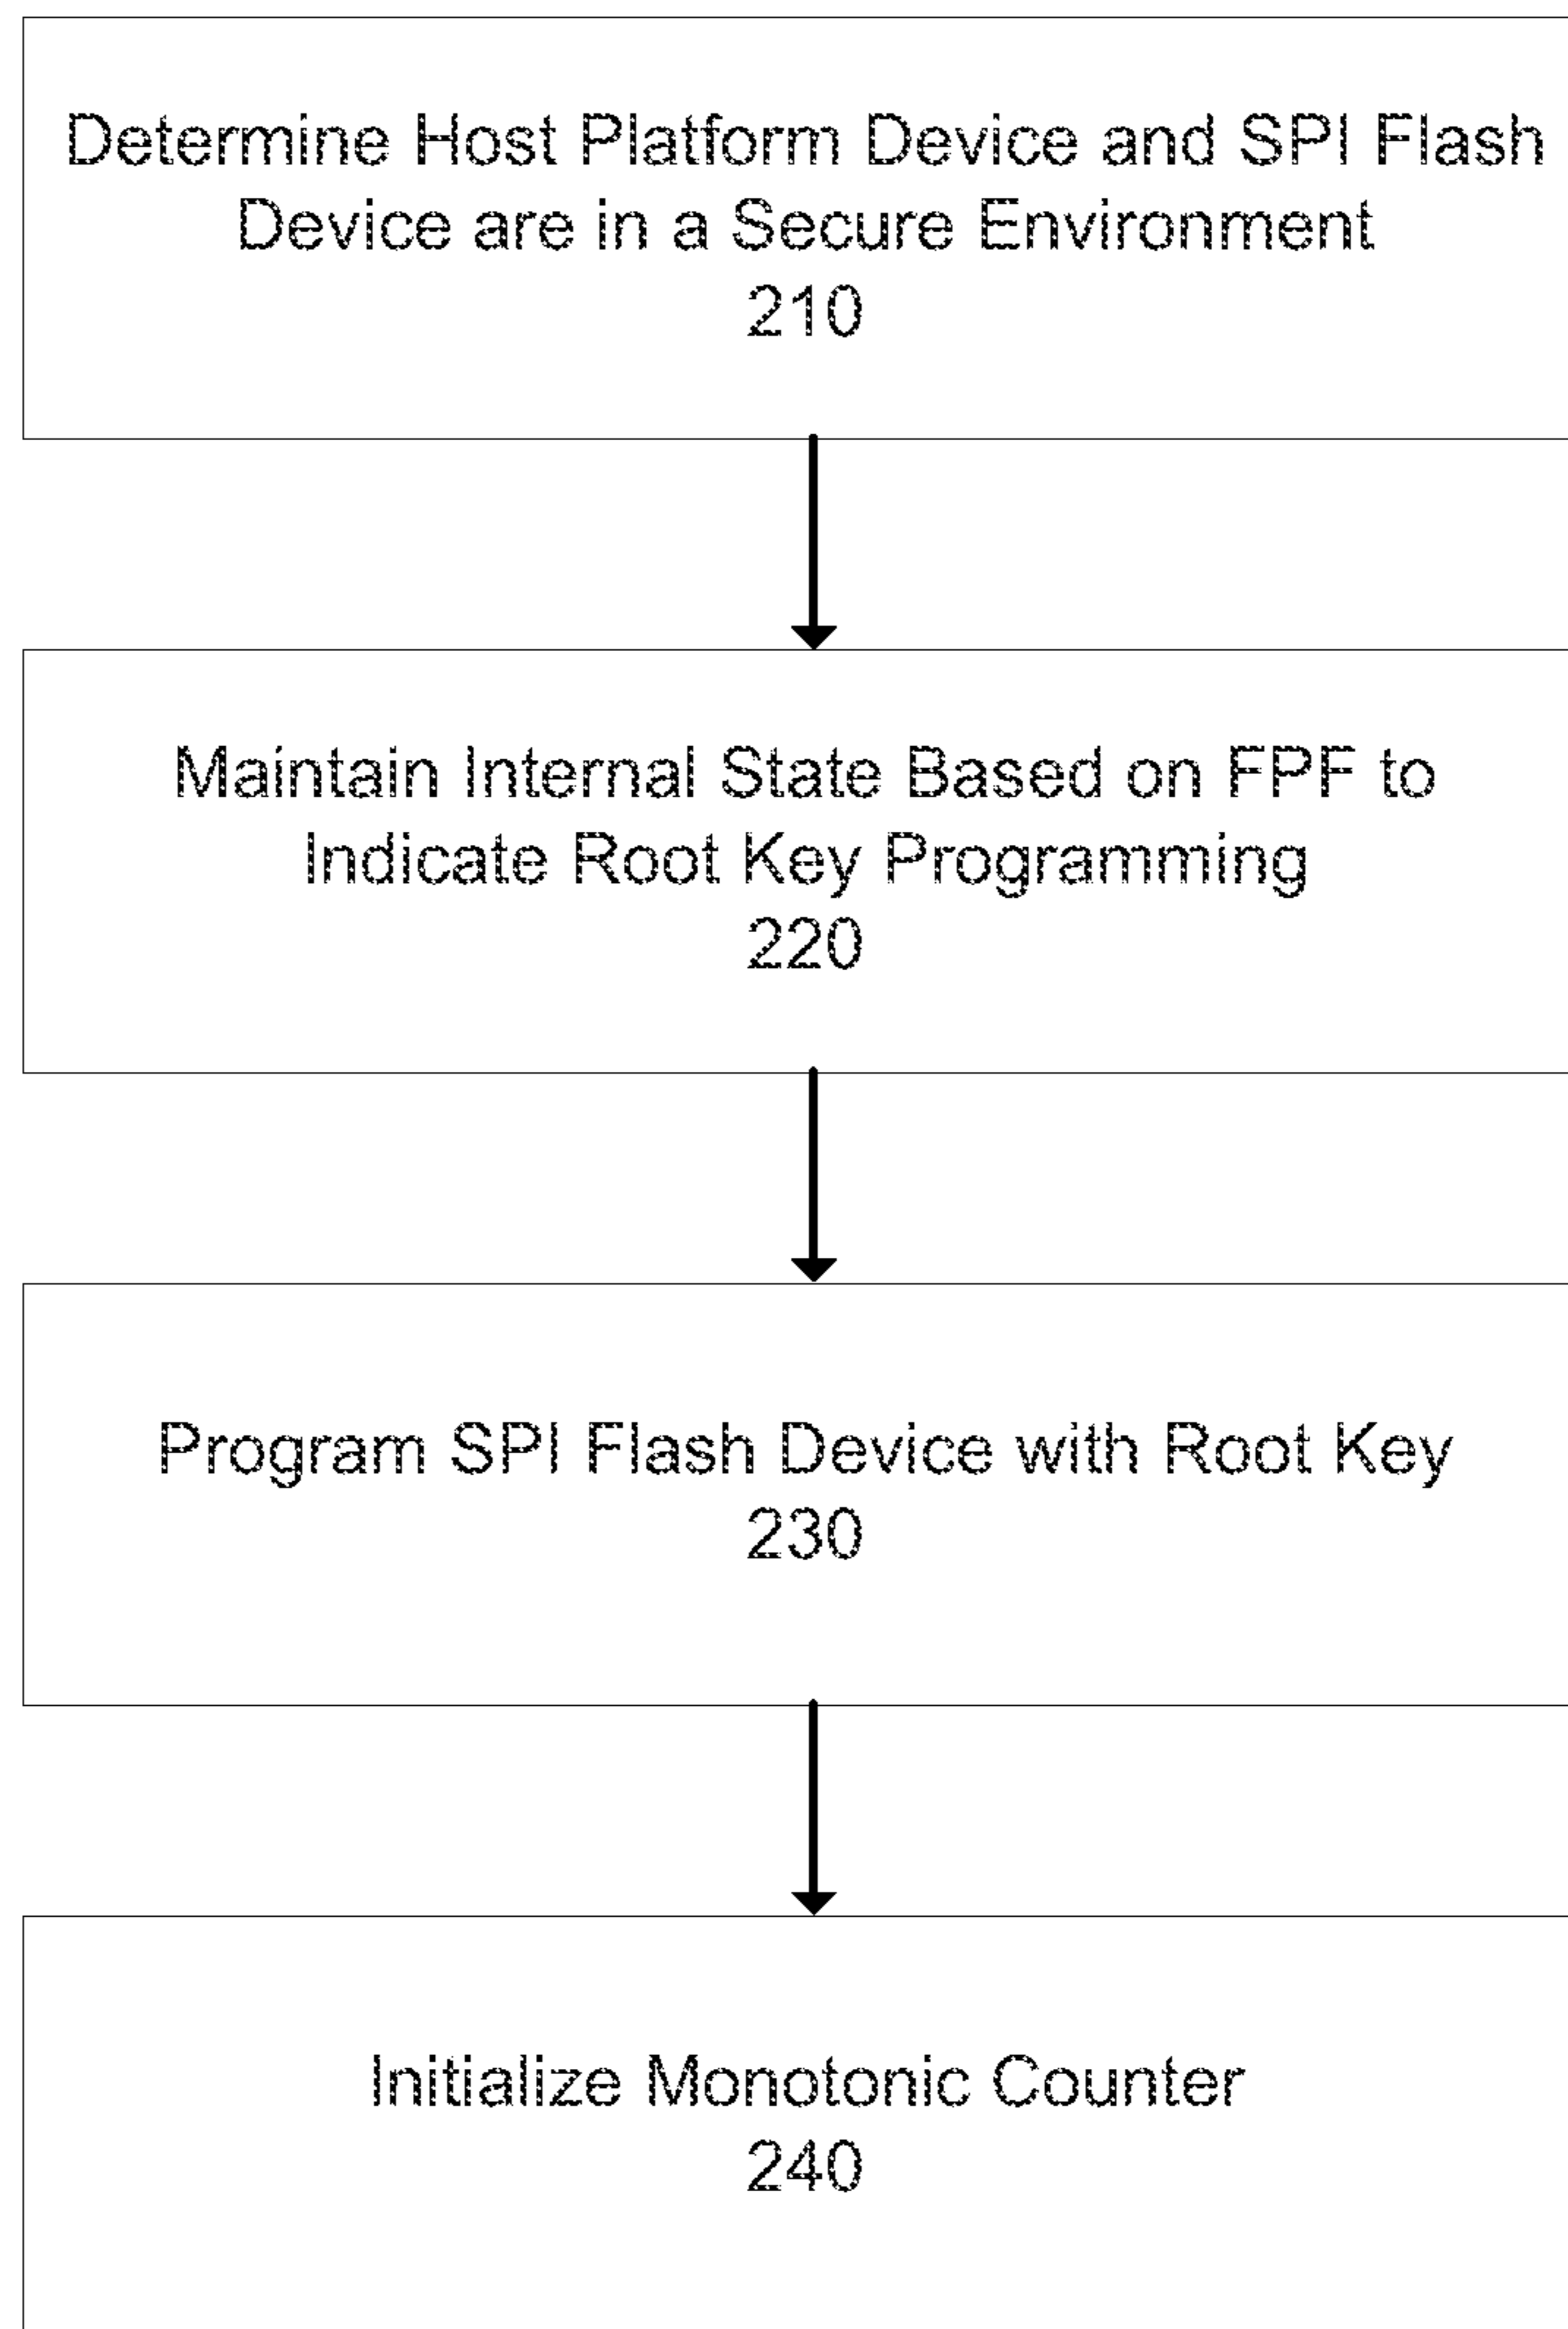 Determine Host Platform Device and SPI Flash
Device are in a Secure Environment
210
Maintain Internal State Based on FPF to
Indicate Root Key Programming
220
Program SPI Flash Device with Root Key
230
Initialize Monotonic Counter
240